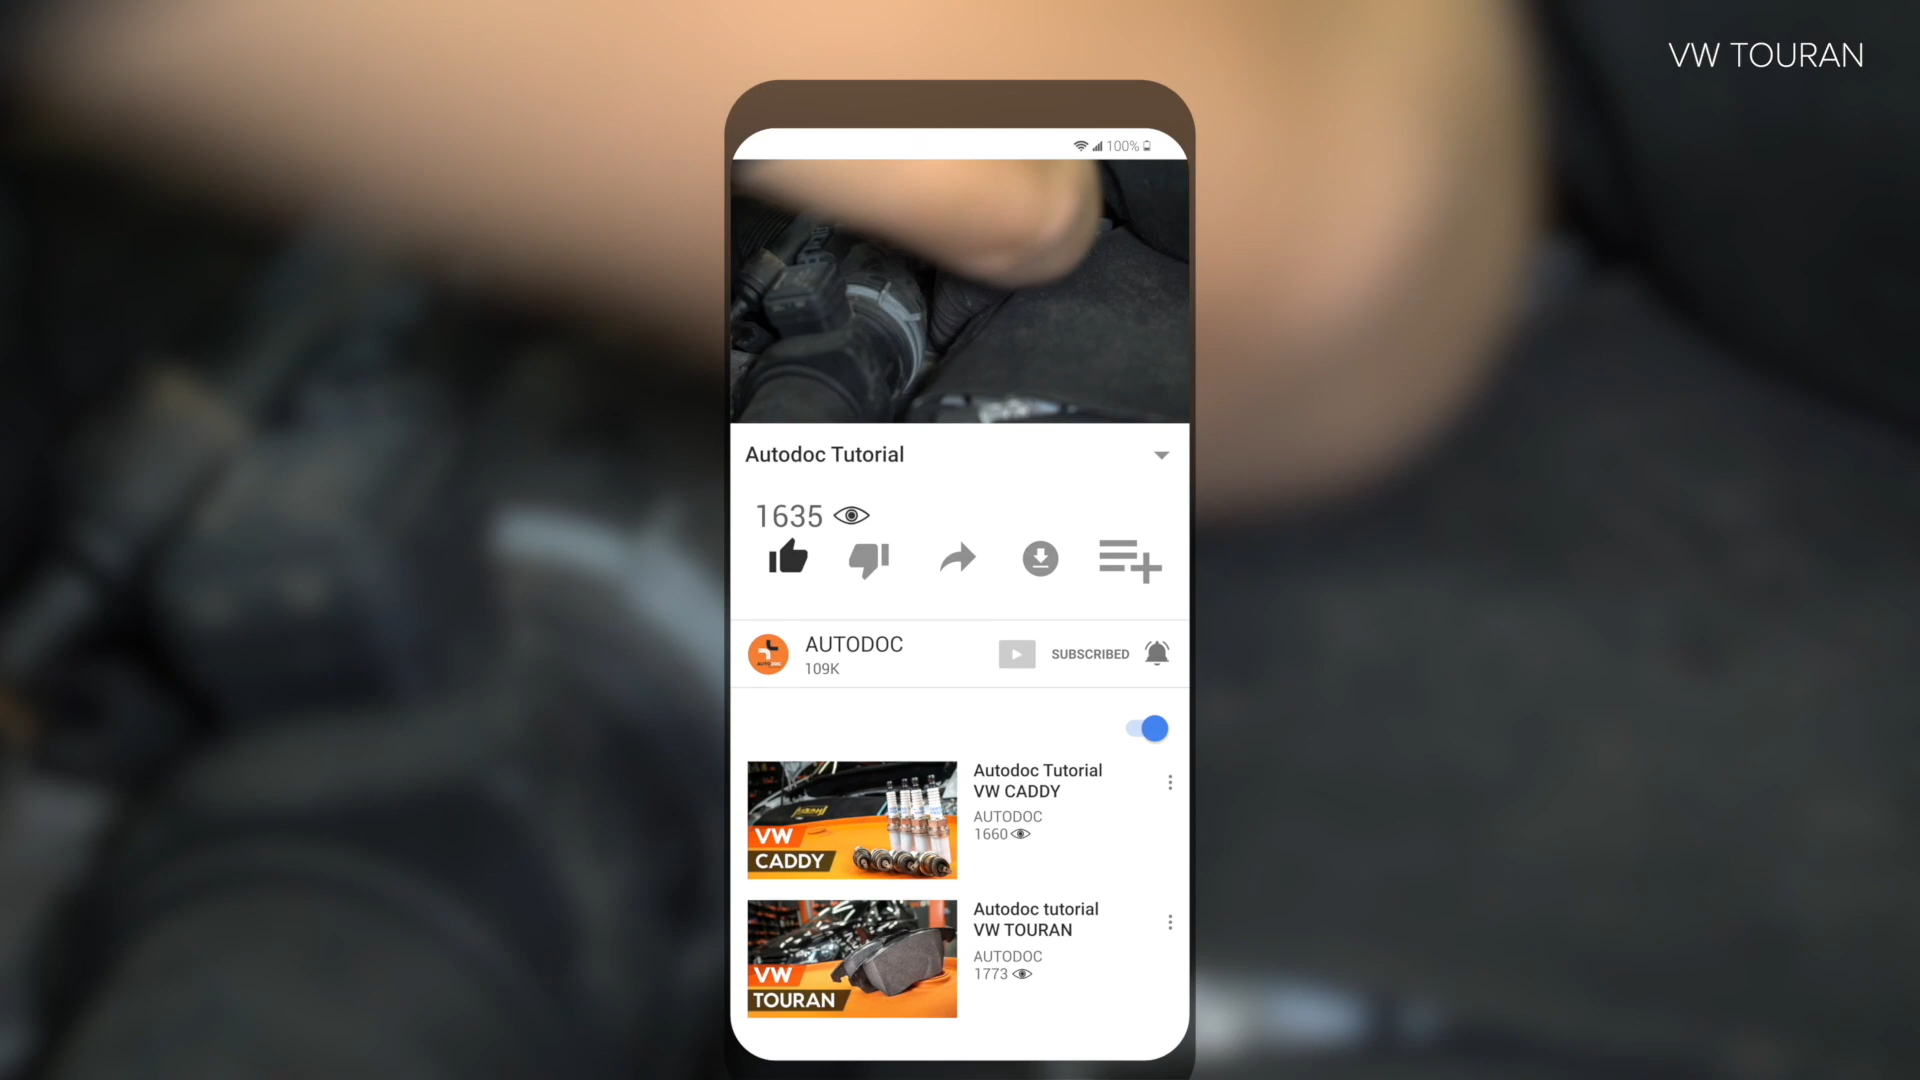 VW TOURAN
100%
Autodoc Tutorial
1635
AUTODOC
109K
SUBSCRIBED
VW
CADDY
Autodoc Tutorial
VW CADDY
AUTODOC
1660
VW
TOURAN
Autodoc tutorial
VW TOURAN
AUTODOC
1773